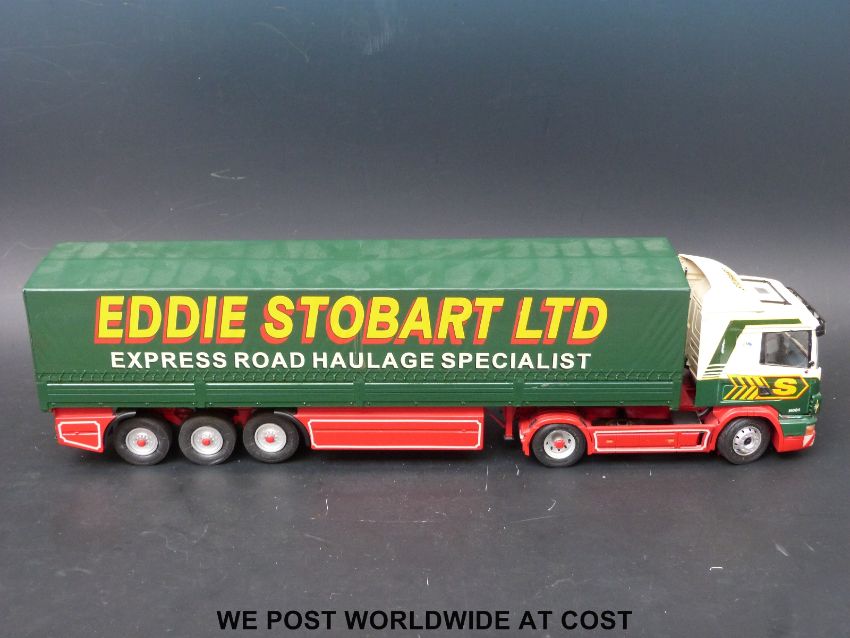 EDDIE STOBART LTD
EXPRESS ROAD HAULAGE SPECIALIST
S
WE POST WORLDWIDE AT COST